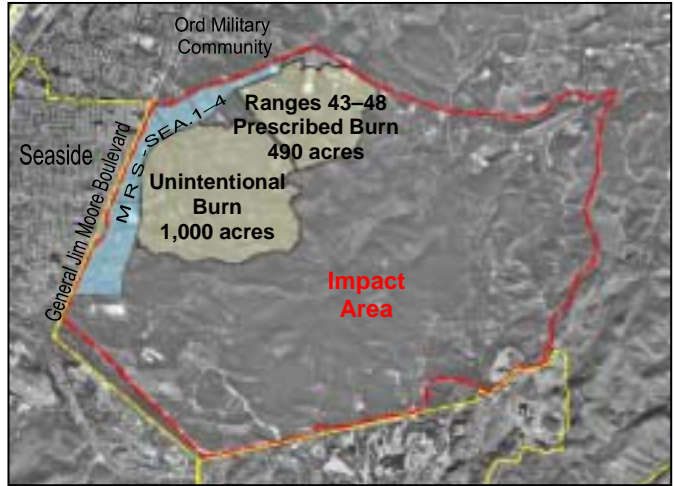 Ord Military
Community
Ranges 43–48
Prescribed Burn
490 acres
MRS-SEA.1–4
Seaside
General Jim Moore Boulevard
Unintentional
Burn
1,000 acres
Impact
Area